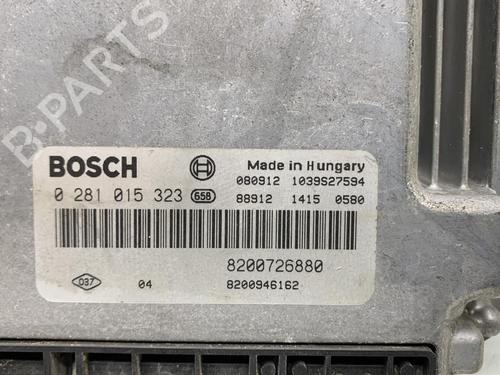 B-PARTS
BOSCH
Made in Hungary
080912 1039S27594
0 281 015 323 658
88912 1415 0580
8200726880
037 04 8200946162